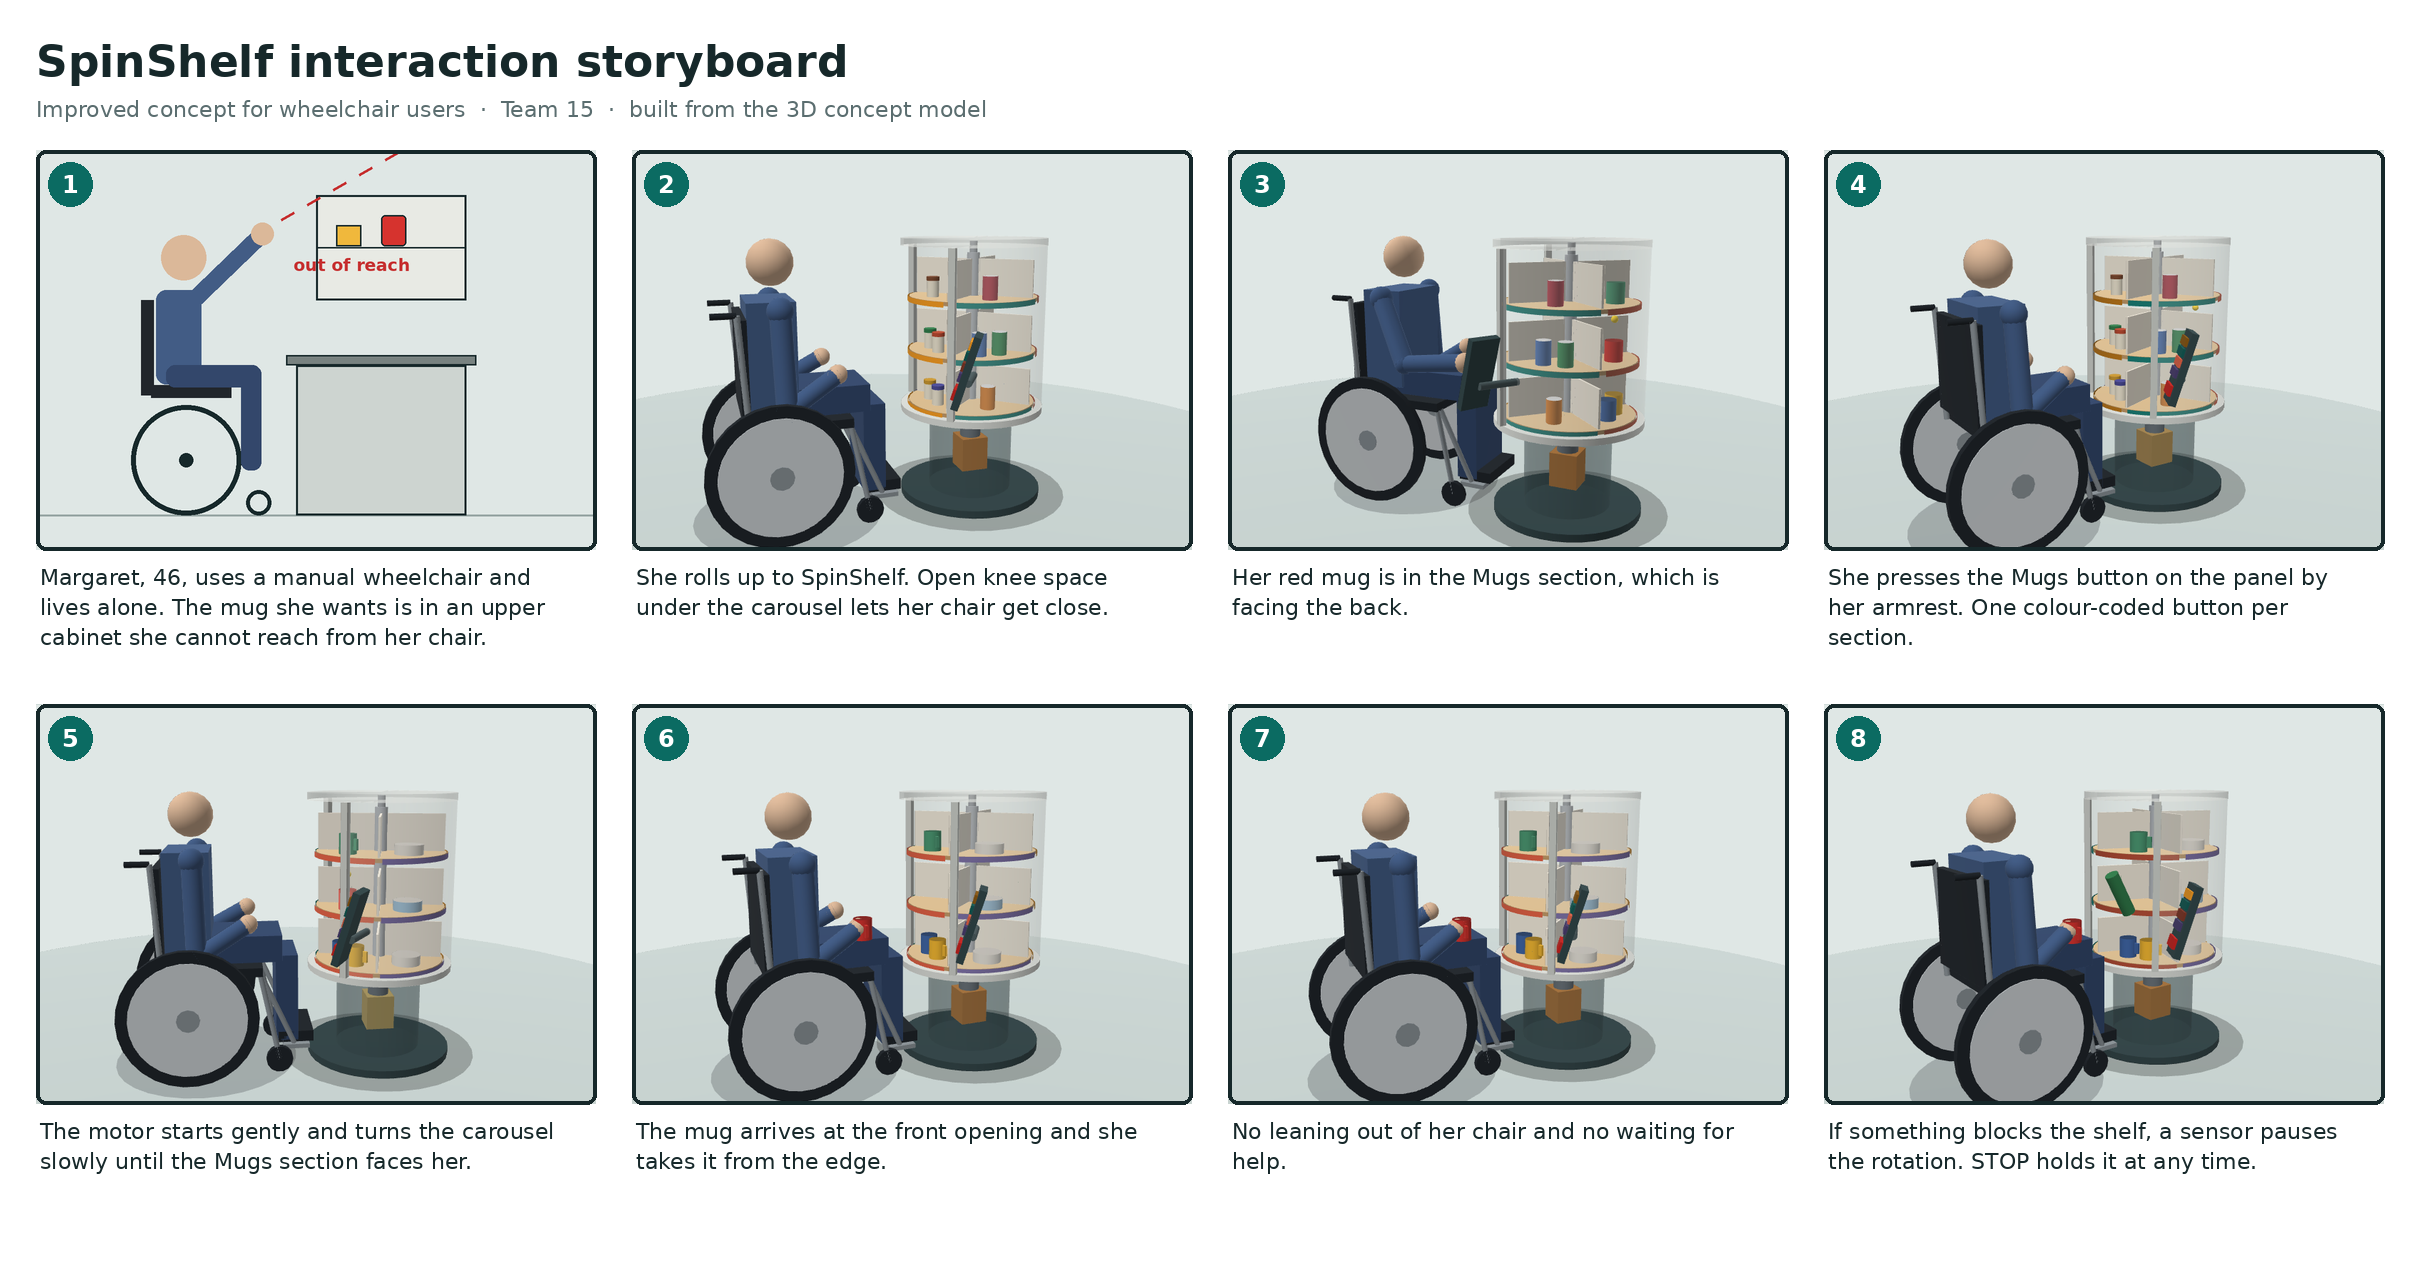 SpinShelf interaction storyboard
Improved concept for wheelchair users · Team 15 · built from the 3D concept model
1
out of reach
2
3
4
Margaret, 46, uses a manual wheelchair and
lives alone. The mug she wants is in an upper
cabinet she cannot reach from her chair.
She rolls up to SpinShelf. Open knee space
under the carousel lets her chair get close.
Her red mug is in the Mugs section, which is
facing the back.
She presses the Mugs button on the panel by
her armrest. One colour-coded button per
section.
5
6
7
8
The motor starts gently and turns the carousel
slowly until the Mugs section faces her.
The mug arrives at the front opening and she
takes it from the edge.
No leaning out of her chair and no waiting for
help.
If something blocks the shelf, a sensor pauses
the rotation. STOP holds it at any time.